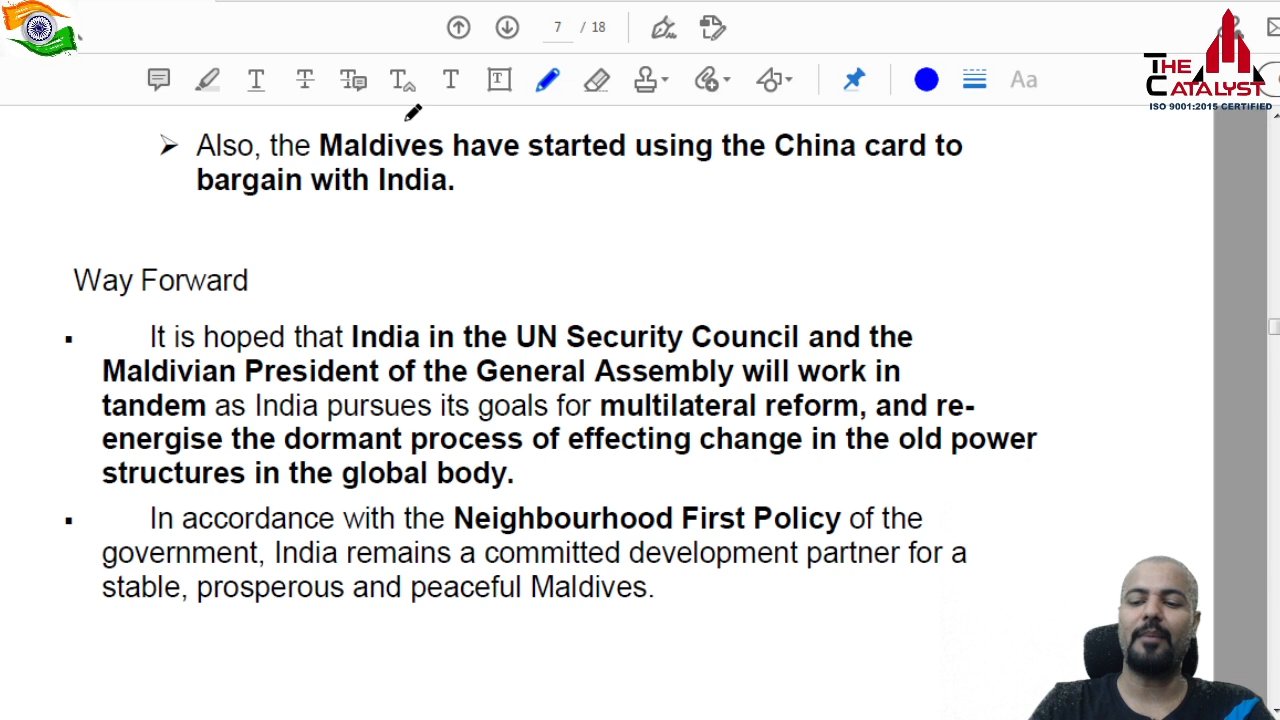 7 / 18
THE
CATALYST
ISO 9001:2015 CERTiFiED
T T T T T T Aa
➢ Also, the Maldives have started using the China card to
bargain with India.
Way Forward
▪ It is hoped that India in the UN Security Council and the
Maldivian President of the General Assembly will work in
tandem as India pursues its goals for multilateral reform, and re-
energise the dormant process of effecting change in the old power
structures in the global body.
▪ In accordance with the Neighbourhood First Policy of the
government, India remains a committed development partner for a
stable, prosperous and peaceful Maldives.